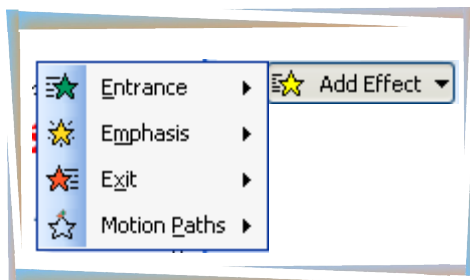 Add Effect
Entrance
Emphasis
Exit
Motion Paths